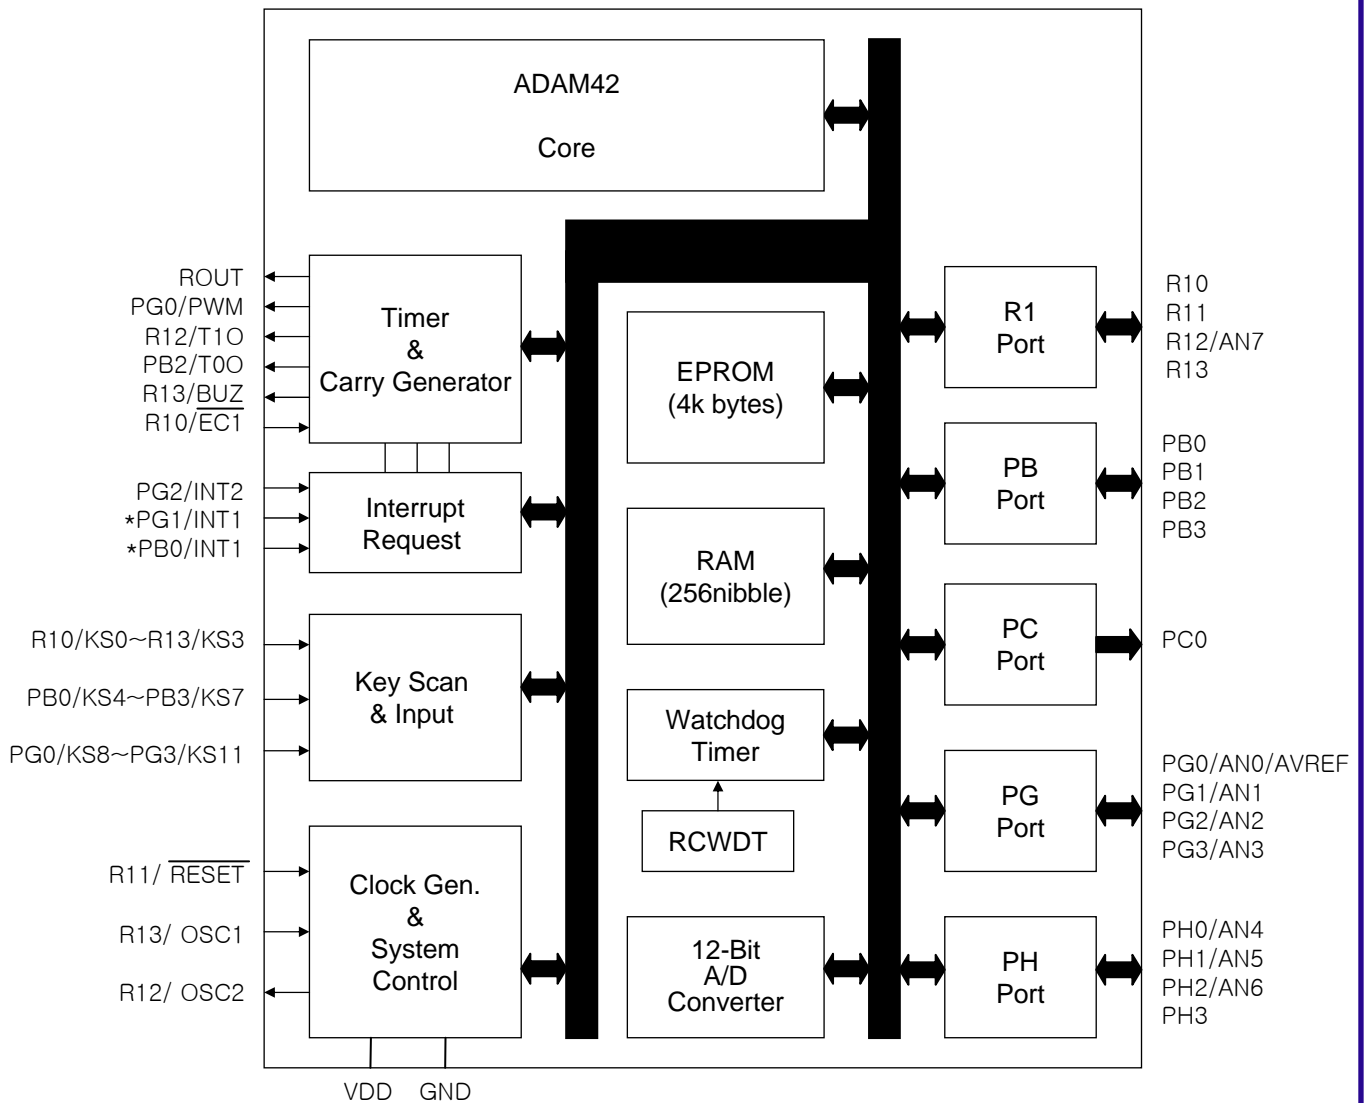 ADAM42
Core
ROUT
PG0/PWM
R12/T1O
PB2/T0O
R13/BUZ
R10/EC1
Timer
&
Carry Generator
PG2/INT2
*PG1/INT1
*PB0/INT1
Interrupt
Request
R10/KS0~R13/KS3
PB0/KS4~PB3/KS7
PG0/KS8~PG3/KS11
Key Scan
& Input
R11/ RESET
R13/ OSC1
R12/ OSC2
Clock Gen.
&
System
Control
VDD GND
EPROM
(4k bytes)
RAM
(256nibble)
Watchdog
Timer
RCWDT
12-Bit
A/D
Converter
R1
Port
R10
R11
R12/AN7
R13
PB
Port
PB0
PB1
PB2
PB3
PC
Port
PC0
PG
Port
PG0/AN0/AVREF
PG1/AN1
PG2/AN2
PG3/AN3
PH
Port
PH0/AN4
PH1/AN5
PH2/AN6
PH3